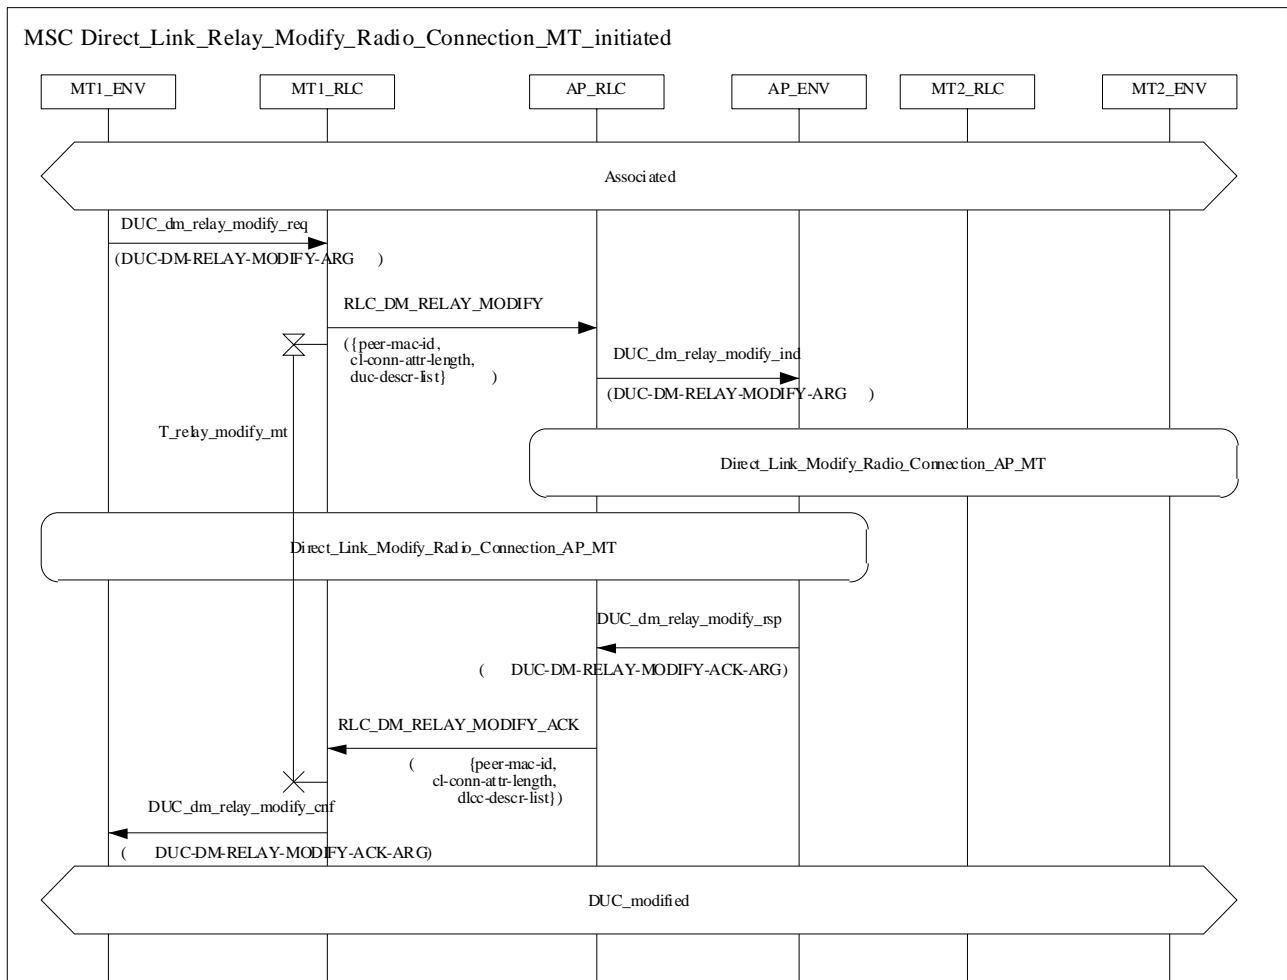 MSC Direct_Link_Relay_Modify_Radio_Connection_MT_initiated
MT1_ENV
MT1_RLC
AP_RLC
AP_ENV
MT2_RLC
MT2_ENV
Associated
DUC_dm_relay_modify_req
(DUC-DM-RELAY-MODIFY-ARG )
RLC_DM_RELAY_MODIFY
({peer-mac-id,
cl-conn-attr-length,
duc-descr-list} )
DUC_dm_relay_modify_ind
(DUC-DM-RELAY-MODIFY-ARG )
T_relay_modify_mt
Direct_Link_Modify_Radio_Connection_AP_MT
Direct_Link_Modify_Radio_Connection_AP_MT
DUC_dm_relay_modify_rsp
( DUC-DM-RELAY-MODIFY-ACK-ARG)
RLC_DM_RELAY_MODIFY_ACK
( {peer-mac-id,
cl-conn-attr-length,
dlcc-descr-list})
DUC_dm_relay_modify_cnf
( DUC-DM-RELAY-MODIFY-ACK-ARG)
DUC_modified